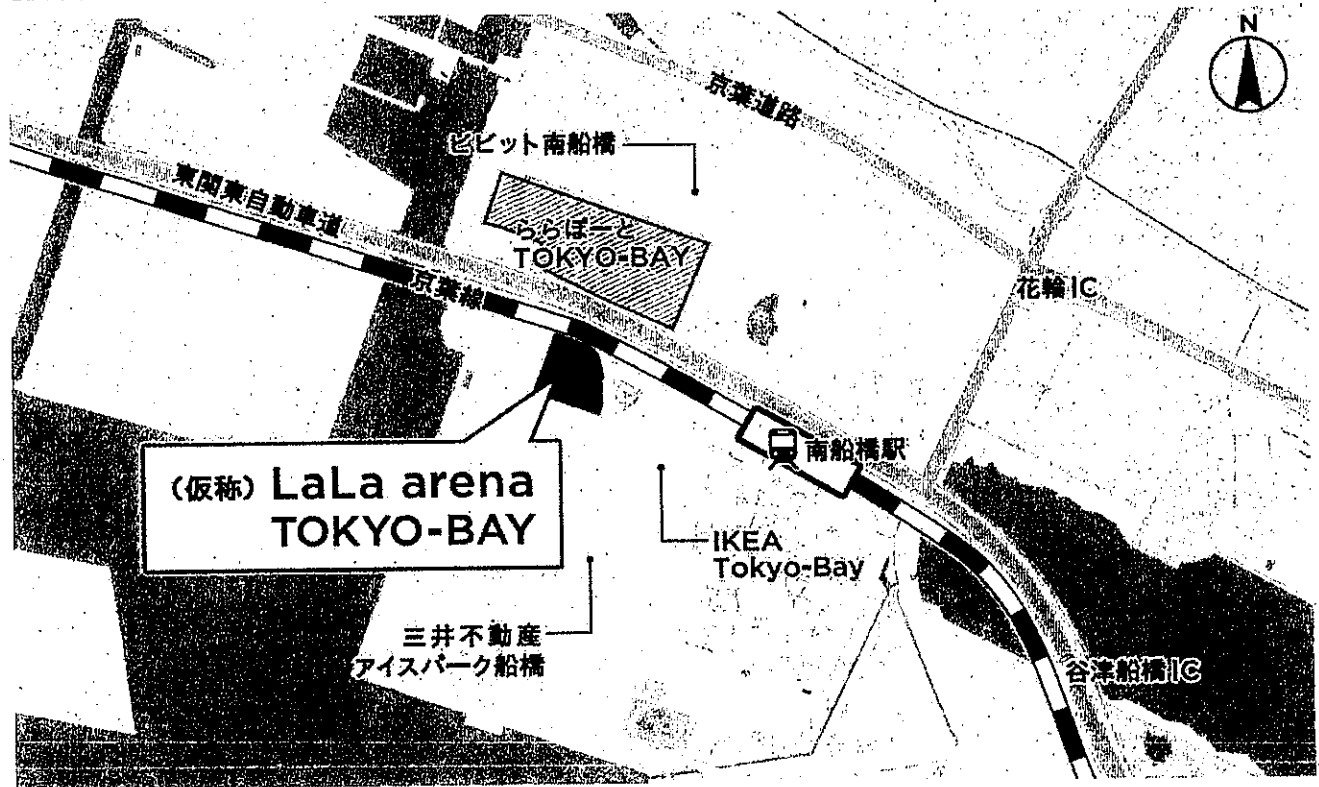 N
京葉道路
ビビット南船橋
東関東自動車道
ららぽーと
TOKYO-BAY
京葉線
花輪IC
南船橋駅
（仮称）LaLa arena
TOKYO-BAY
IKEA
Tokyo-Bay
三井不動産
アイスパーク船橋
谷津船橋IC